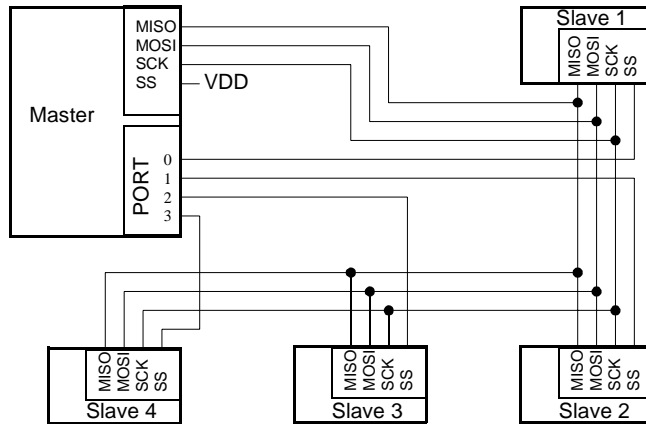 Master
MISO
MOSI
SCK
SS
VDD
PORT
0
1
2
3
Slave 1
MISO
MOSI
SCK
SS
MISO
MOSI
SCK
SS
Slave 4
MISO
MOSI
SCK
SS
Slave 3
MISO
MOSI
SCK
SS
Slave 2